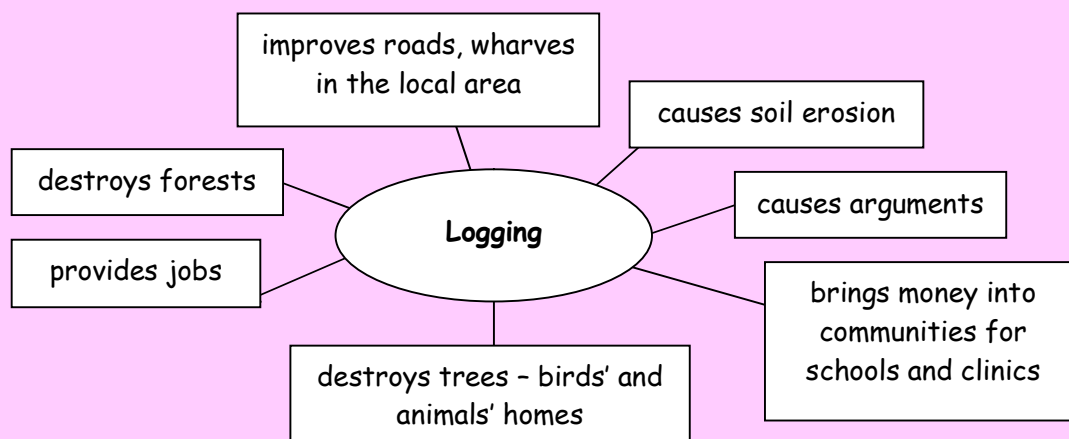 improves roads, wharves
in the local area
causes soil erosion
destroys forests
causes arguments
Logging
provides jobs
brings money into
communities for
schools and clinics
destroys trees – birds’ and
animals’ homes